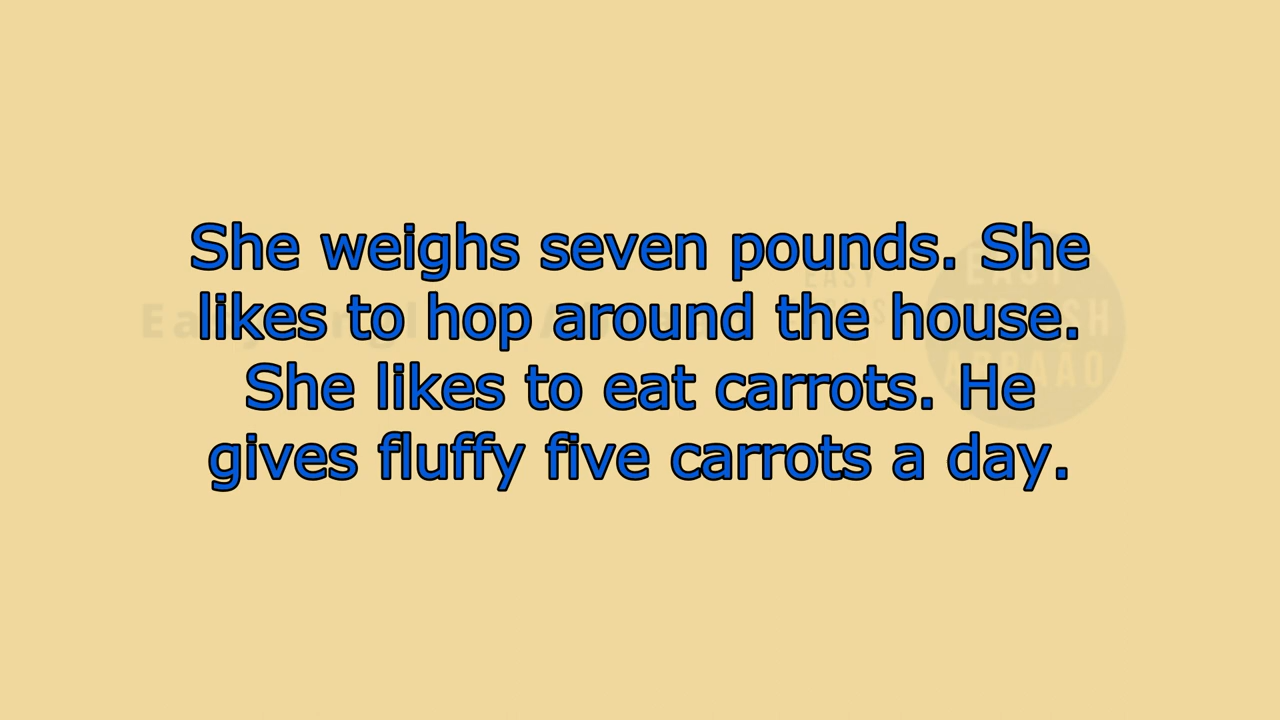 She weighs seven pounds. She
likes to hop around the house.
She likes to eat carrots. He
gives fluffy five carrots a day.
EASY